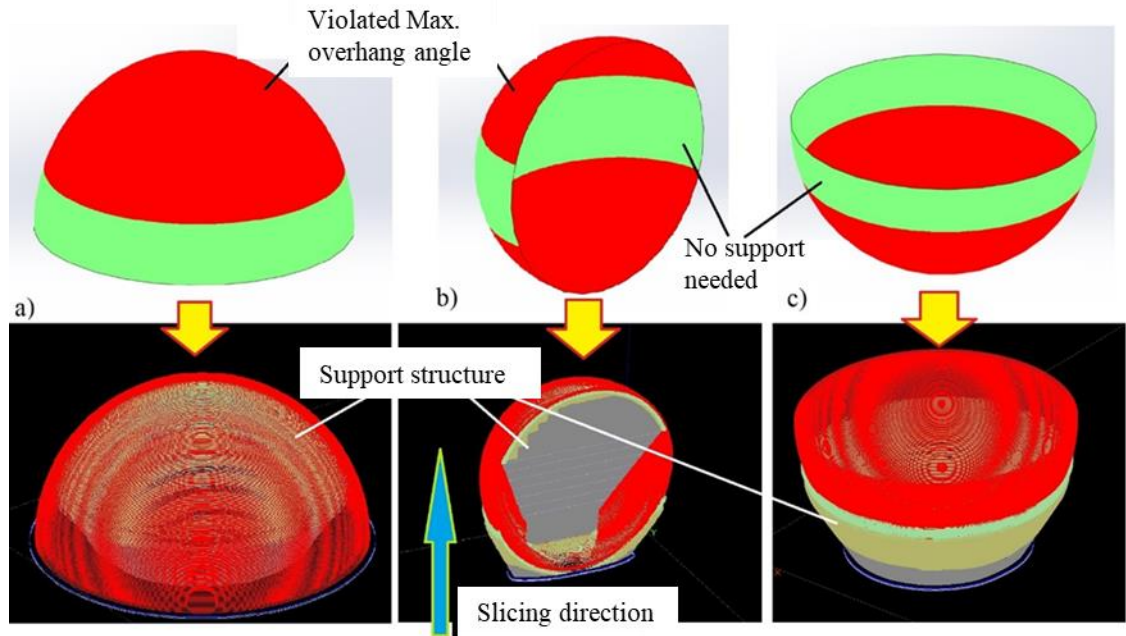 Violated Max.
overhang angle
No support
needed
a)
b)
c)
Support structure
Slicing direction